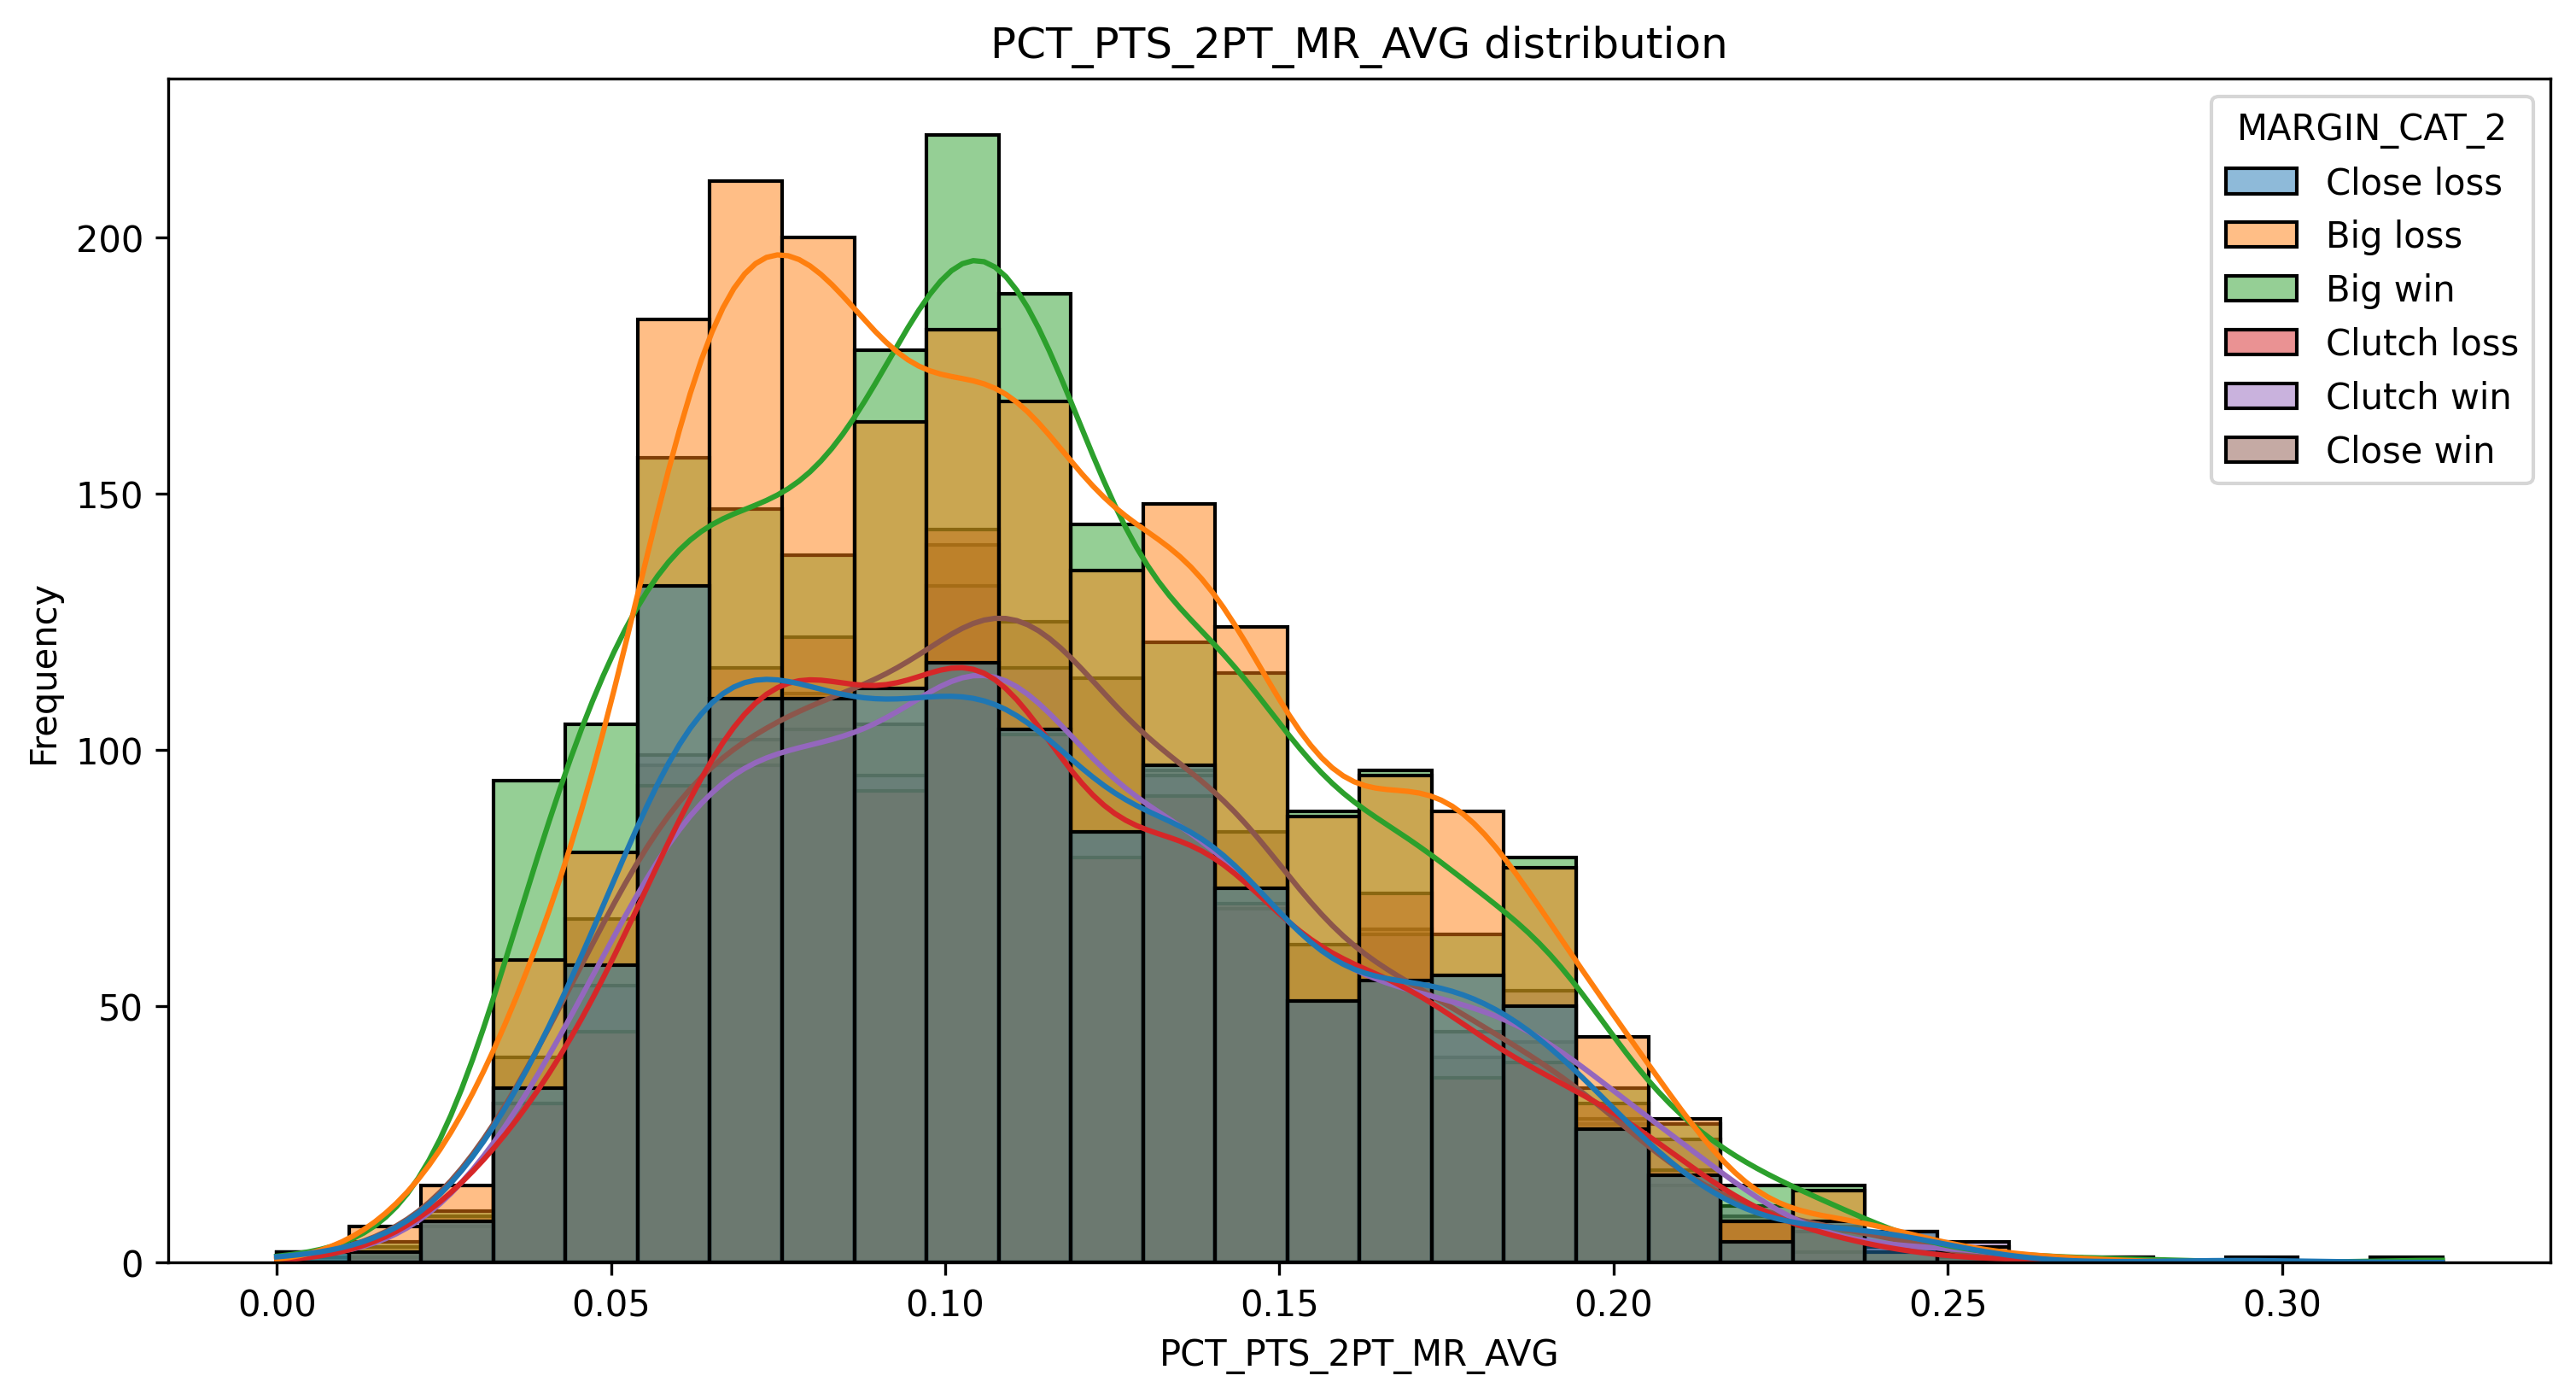 PCT_PTS_2PT_MR_AVG distribution
MARGIN_CAT_2
Close loss
Big loss
Big win
Clutch loss
Clutch win
Close win
Frequency
200
150
100
50
0
0.00 0.05 0.10 0.15 0.20 0.25 0.30
PCT_PTS_2PT_MR_AVG